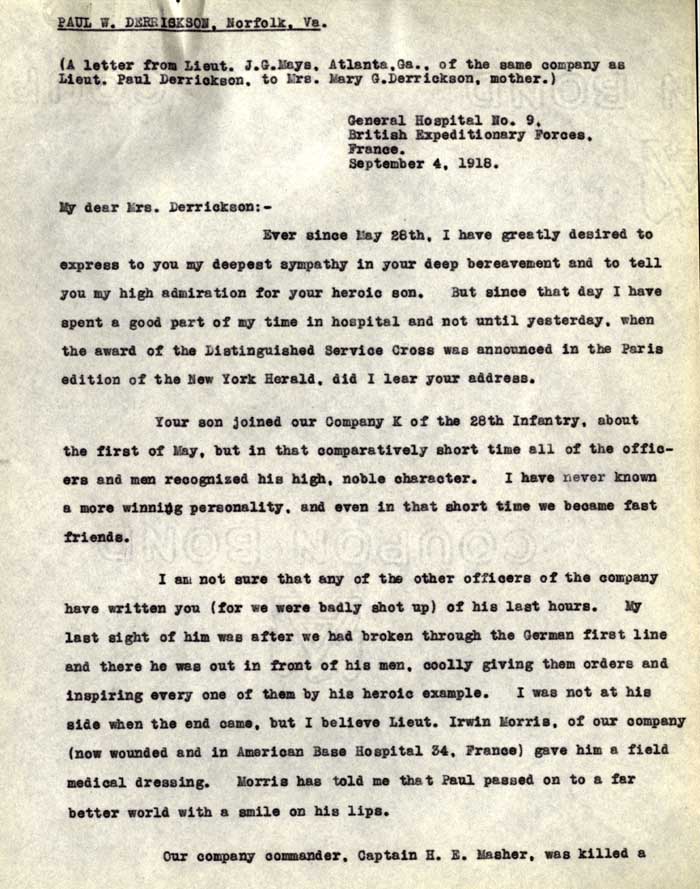 PAUL W. DERRISKSON, Norfolk, Va.
(A letter from Lieut. J.G.Mays, Atlanta,Ga., of the same company as
Lieut. Paul Derrickson, to Mrs. Mary G.Derrickson, mother.)
General Hospital No. 9,
British Expeditionary Forces,
France.
September 4, 1918.
My dear Mrs. Derrickson:-
Ever since May 28th, I have greatly desired to
express to you my deepest sympathy in your deep bereavement and to tell
you my high admiration for your heroic son. But since that day I have
spent a good part of my time in hospital and not until yesterday, when
the award of the Distinguished Service Cross was announced in the Paris
edition of the New York Herald, did I lear your address.
Your son joined our Company K of the 28th Infantry, about
the first of May, but in that comparatively short time all of the offic-
ers and men recognized his high, noble character. I have never known
a more winning personality, and even in that short time we became fast
friends.
COUPON BOND
I am not sure that any of the other officers of the company
have written you (for we were badly shot up) of his last hours. My
last sight of him was after we had broken through the German first line
and there he was out in front of his men, coolly giving them orders and
inspiring every one of them by his heroic example. I was not at his
side when the end came, but I believe Lieut. Irwin Morris, of our company
(now wounded and in American Base Hospital 34, France) gave him a field
medical dressing. Morris has told me that Paul passed on to a far
better world with a smile on his lips.
Our company commander, Captain H. E. Masher, was killed a